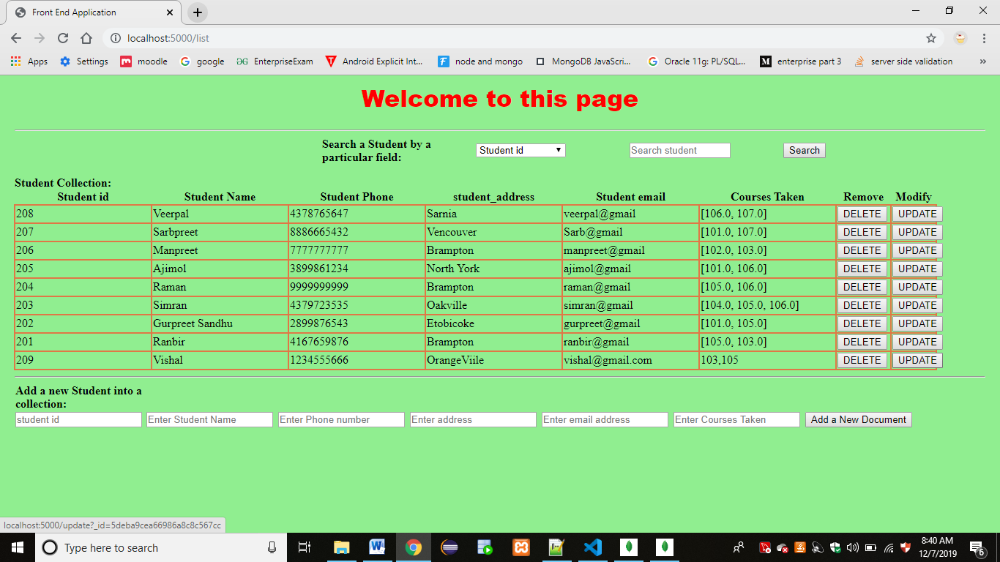 Front End Application
localhost:5000/list
Apps Settings moodle google EnterpriseExam Android Explicit Int... node and mongo MongoDB JavaScri... Oracle 11g: PL/SQL... enterprise part 3 server side validation »
Welcome to this page
Search a Student by a particular field: Student id Search student Search
Student Collection:
Student id Student Name Student Phone student_address Student email Courses Taken Remove Modify
208 Veerpal 4378765647 Sarnia veerpal@gmail [106.0, 107.0] DELETE UPDATE
207 Sarbpreet 8886665432 Vencouver Sarb@gmail [101.0, 107.0] DELETE UPDATE
206 Manpreet 7777777777 Brampton manpreet@gmail [102.0, 103.0] DELETE UPDATE
205 Ajimol 3899861234 North York ajimol@gmail [101.0, 106.0] DELETE UPDATE
204 Raman 9999999999 Brampton raman@gmail [105.0, 106.0] DELETE UPDATE
203 Simran 4379723535 Oakville simran@gmail [104.0, 105.0, 106.0] DELETE UPDATE
202 Gurpreet Sandhu 2899876543 Etobicoke gurpreet@gmail [101.0, 105.0] DELETE UPDATE
201 Ranbir 4167659876 Brampton ranbir@gmail [105.0, 103.0] DELETE UPDATE
209 Vishal 1234555666 OrangeViile vishal@gmail.com 103,105 DELETE UPDATE
Add a new Student into a
collection:
student id Enter Student Name Enter Phone number Enter address Enter email address Enter Courses Taken Add a New Document
localhost:5000/update?_id=5deba9cea66986a8c8c567cc
Type here to search
8:40 AM
12/7/2019
6